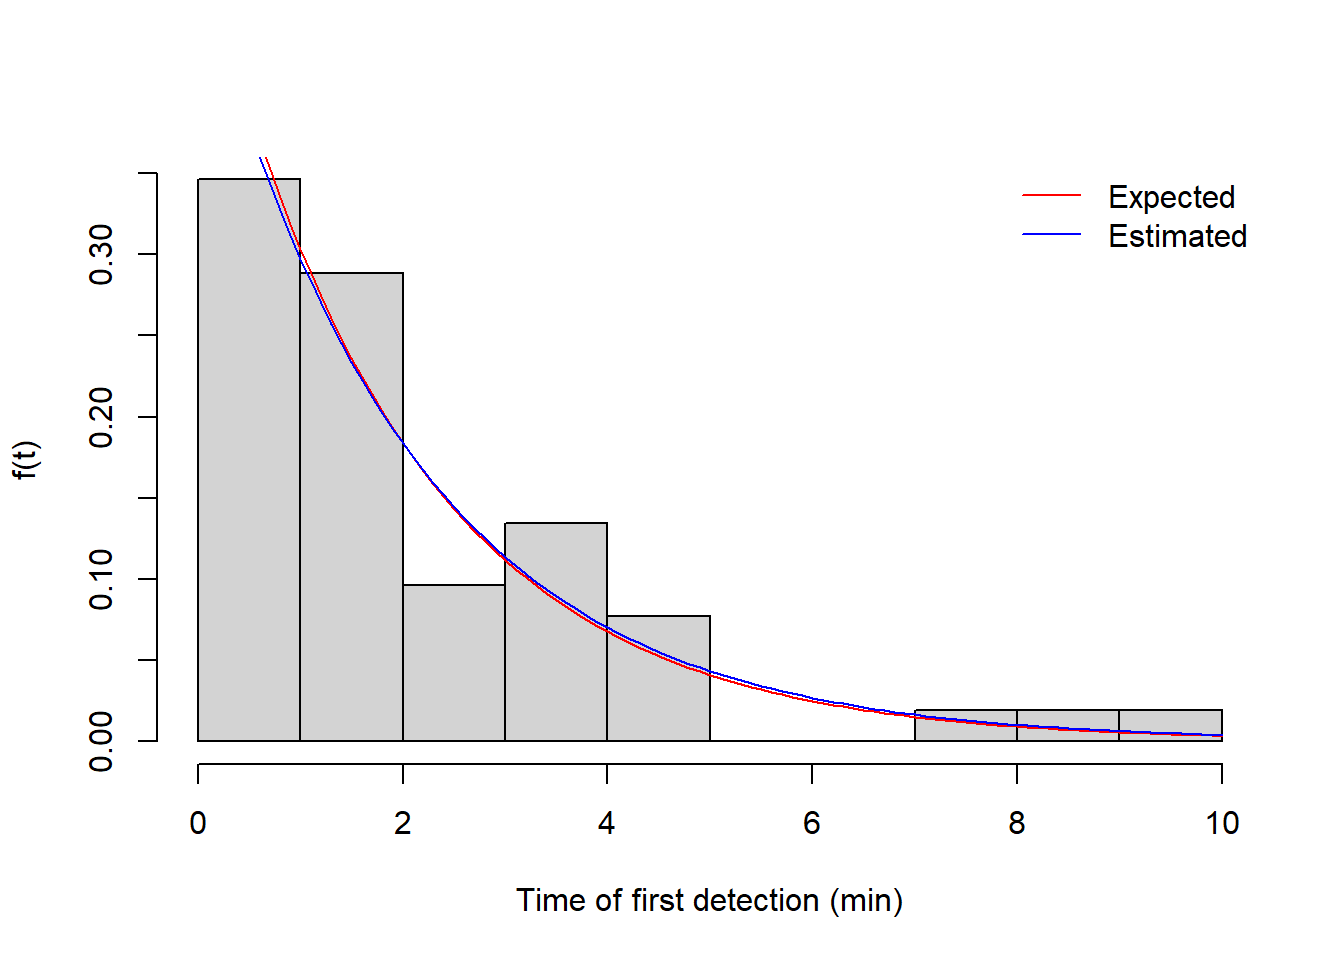 Expected
Estimated
f(t)
0.30
0.20
0.10
0.00
0 2 4 6 8 10
Time of first detection (min)